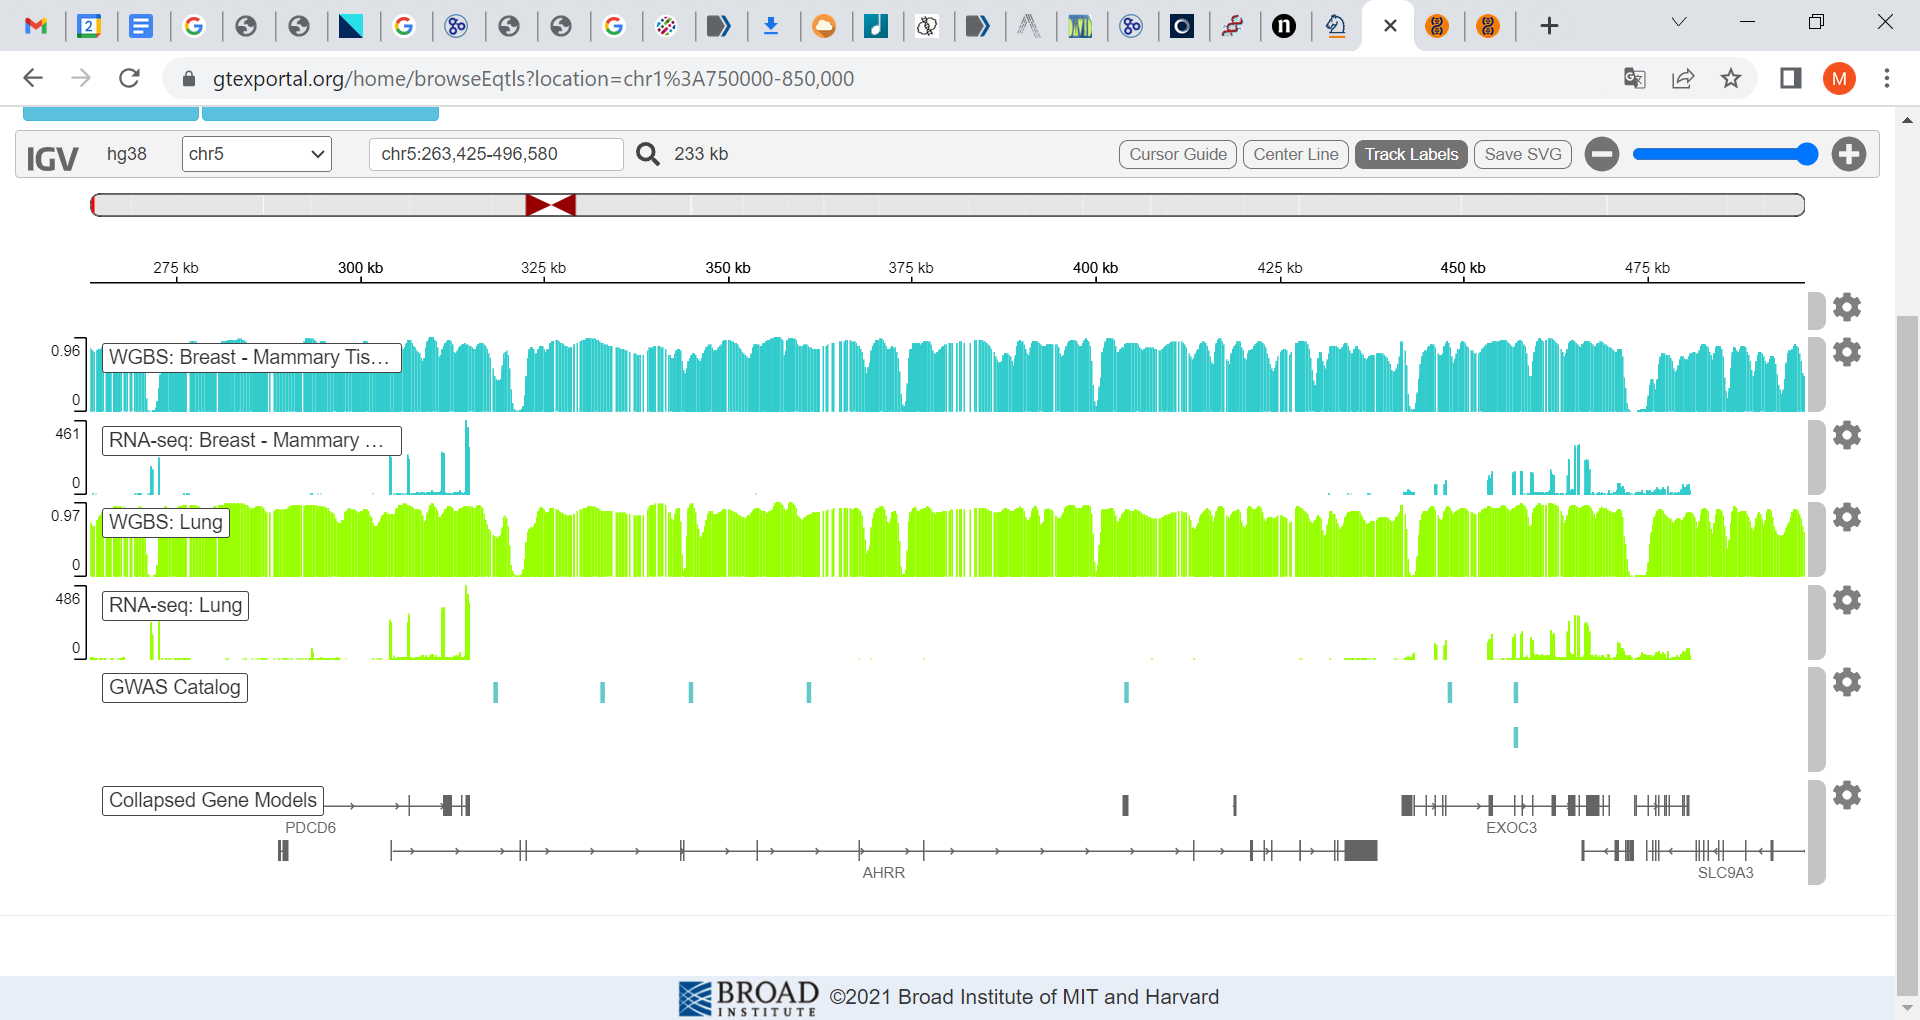 2
gtexportal.org/home/browseEqtls?location=chr1%3A750000-850,000
M
IGV hg38 chr5 chr5:263,425-496,580 233 kb Cursor Guide Center Line Track Labels Save SVG
275 kb 300 kb 325 kb 350 kb 375 kb 400 kb 425 kb 450 kb 475 kb
0.96 WGBS: Breast - Mammary Tis…
0
461 RNA-seq: Breast - Mammary …
0
0.97 WGBS: Lung
0
486 RNA-seq: Lung
0
GWAS Catalog
Collapsed Gene Models
PDCD6 EXOC3
AHRR SLC9A3
BROAD INSTITUTE ©2021 Broad Institute of MIT and Harvard